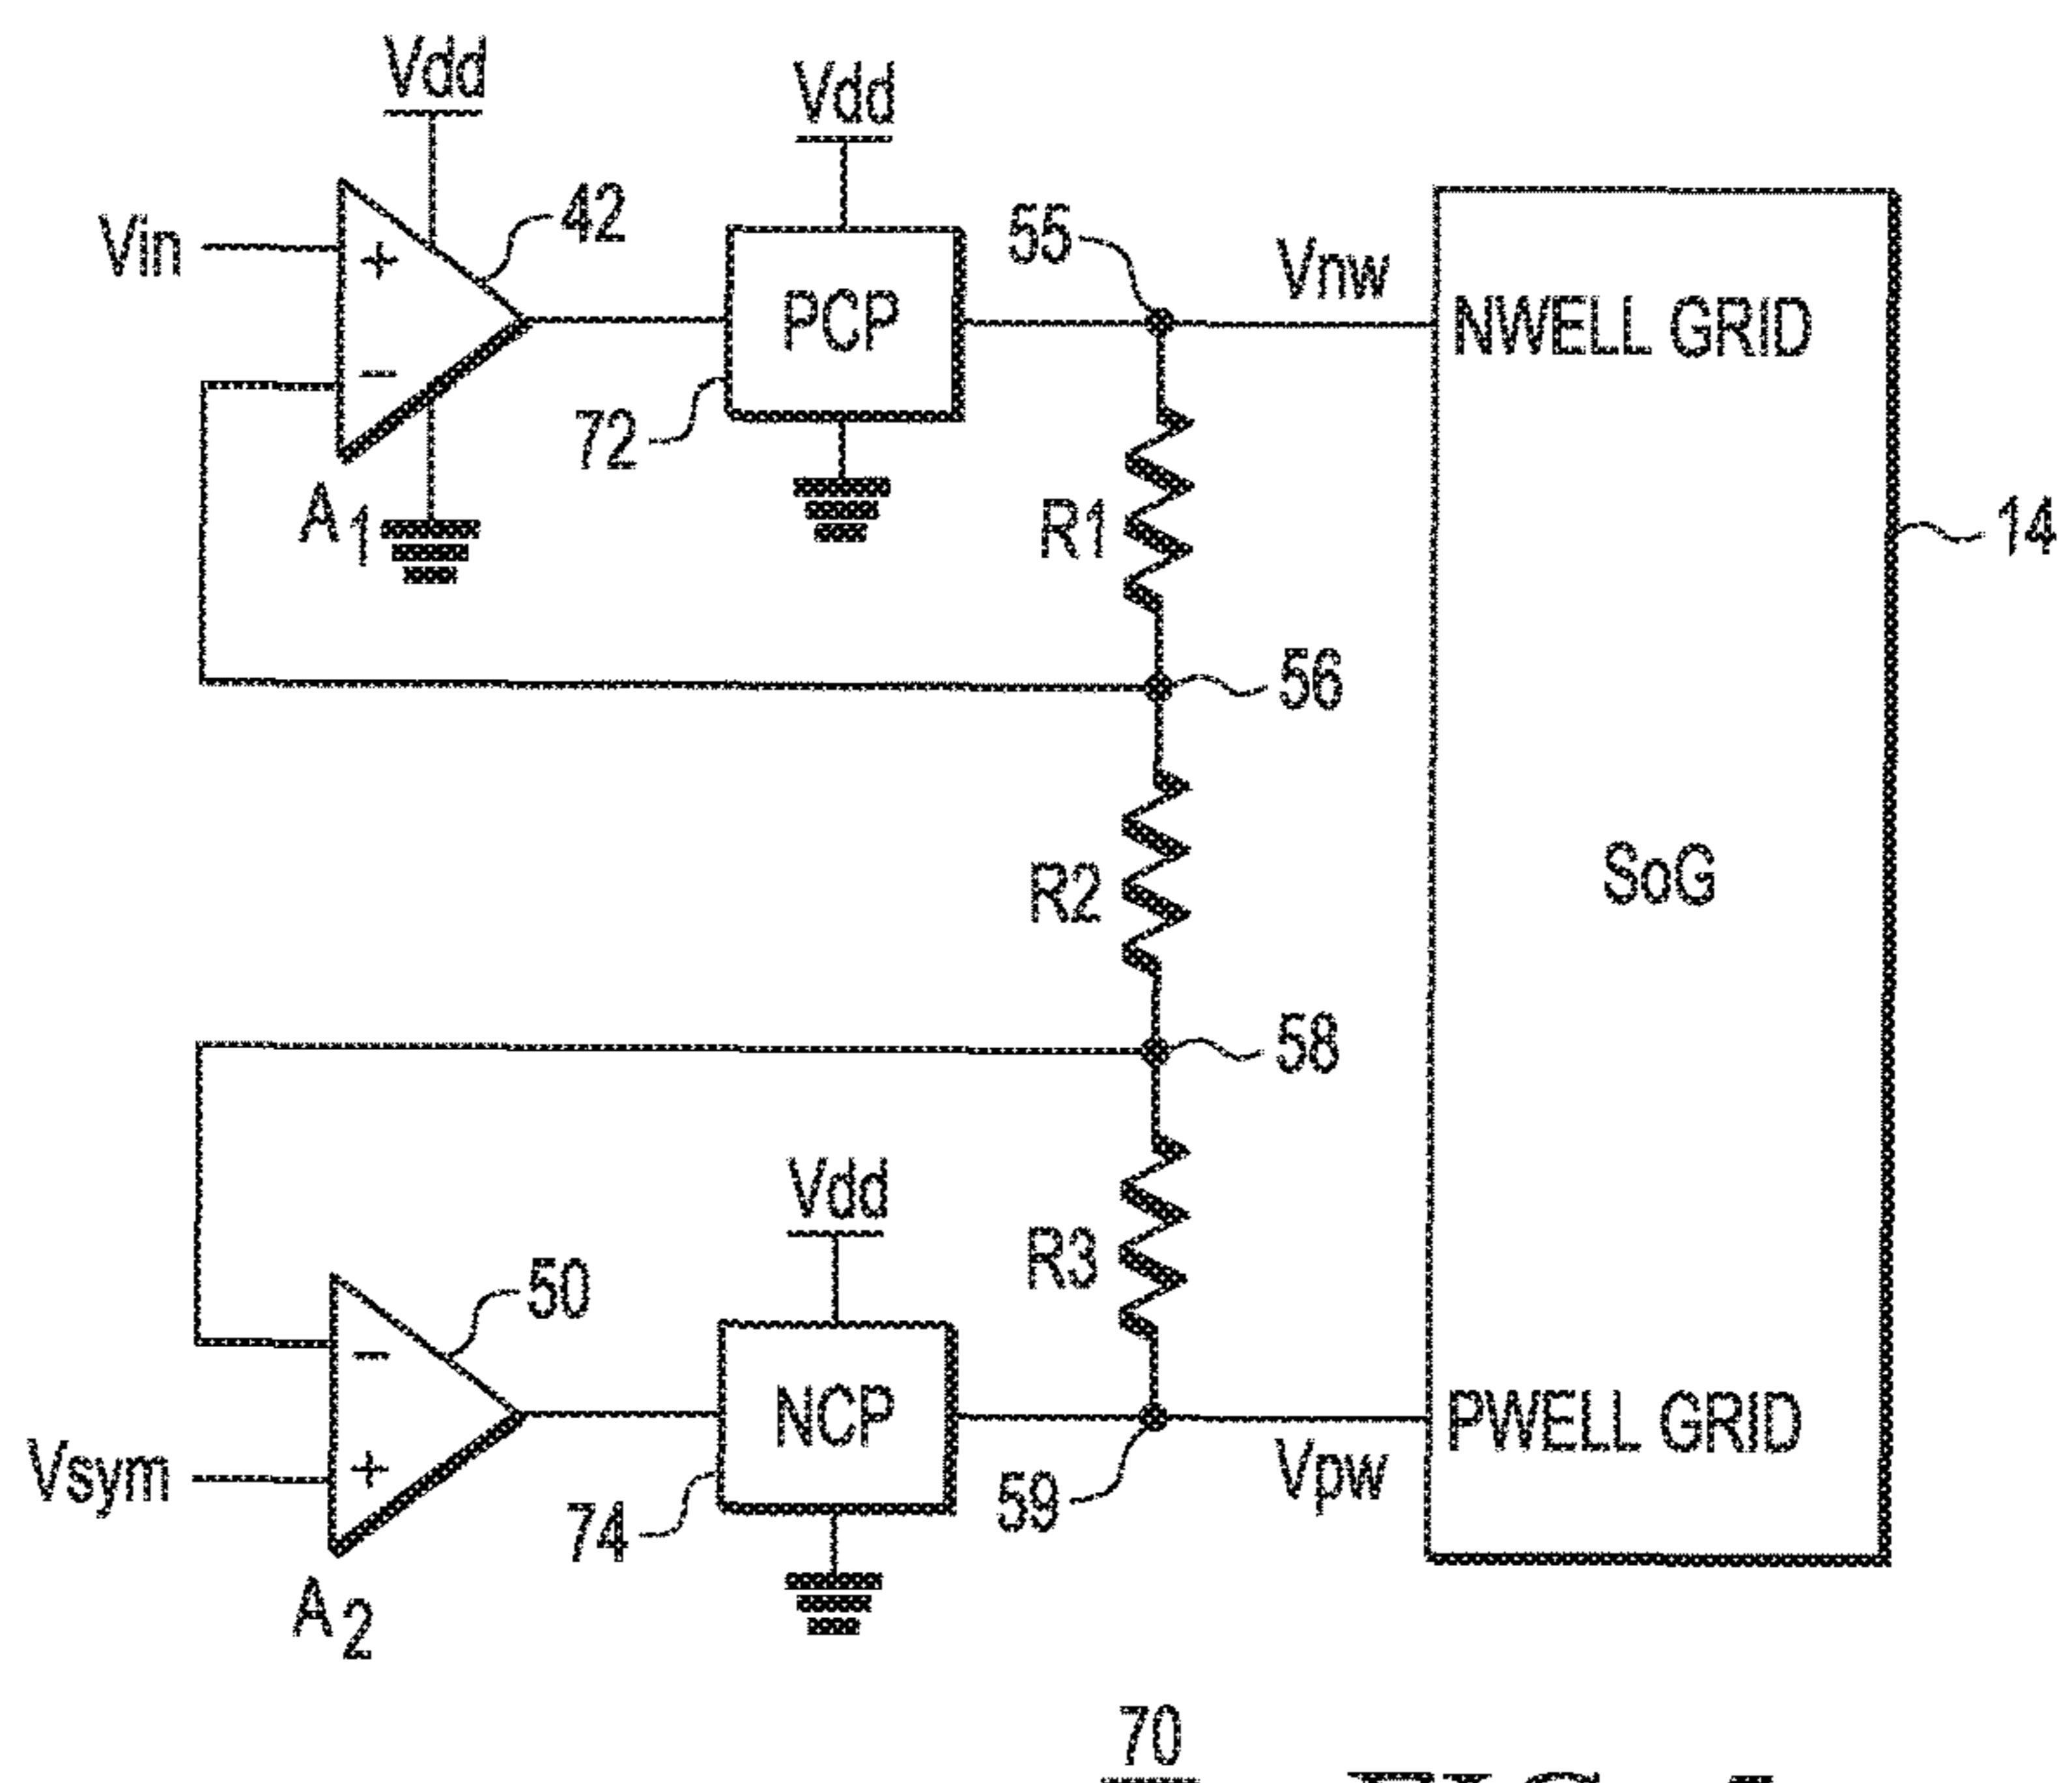 Vdd
Vdd
Vin
+
42
55
Vnw
PCP
NWELL GRID
−
72
A1
R1
14
56
R2
SoG
58
Vdd
R3
50
−
NCP
PWELL GRID
Vsym
+
74
59
Vpw
A2
70